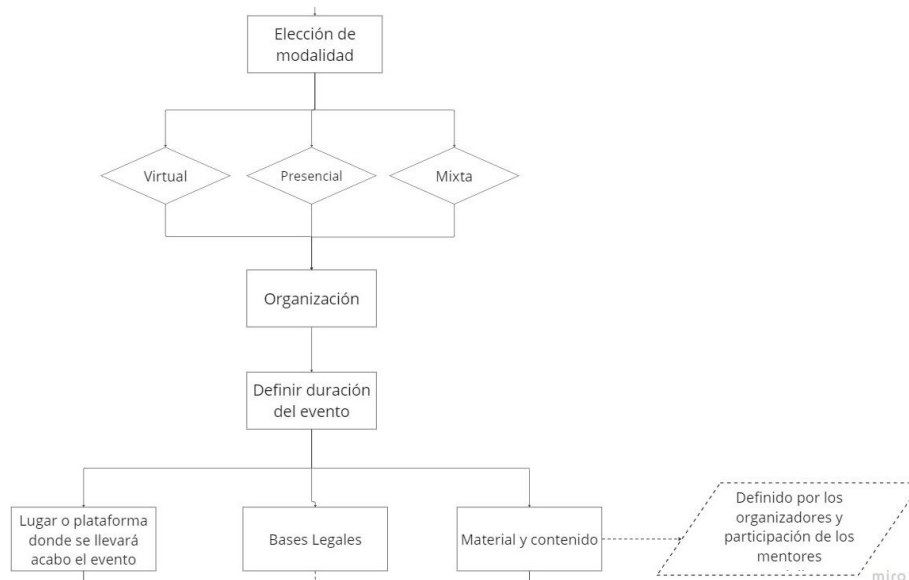 Elección de
modalidad
Virtual
Presencial
Mixta
Organización
Definir duración
del evento
Lugar o plataforma
donde se llevará
acabo el evento
Bases Legales
Material y contenido
Definido por los
organizadores y
participación de los
mentores
miro